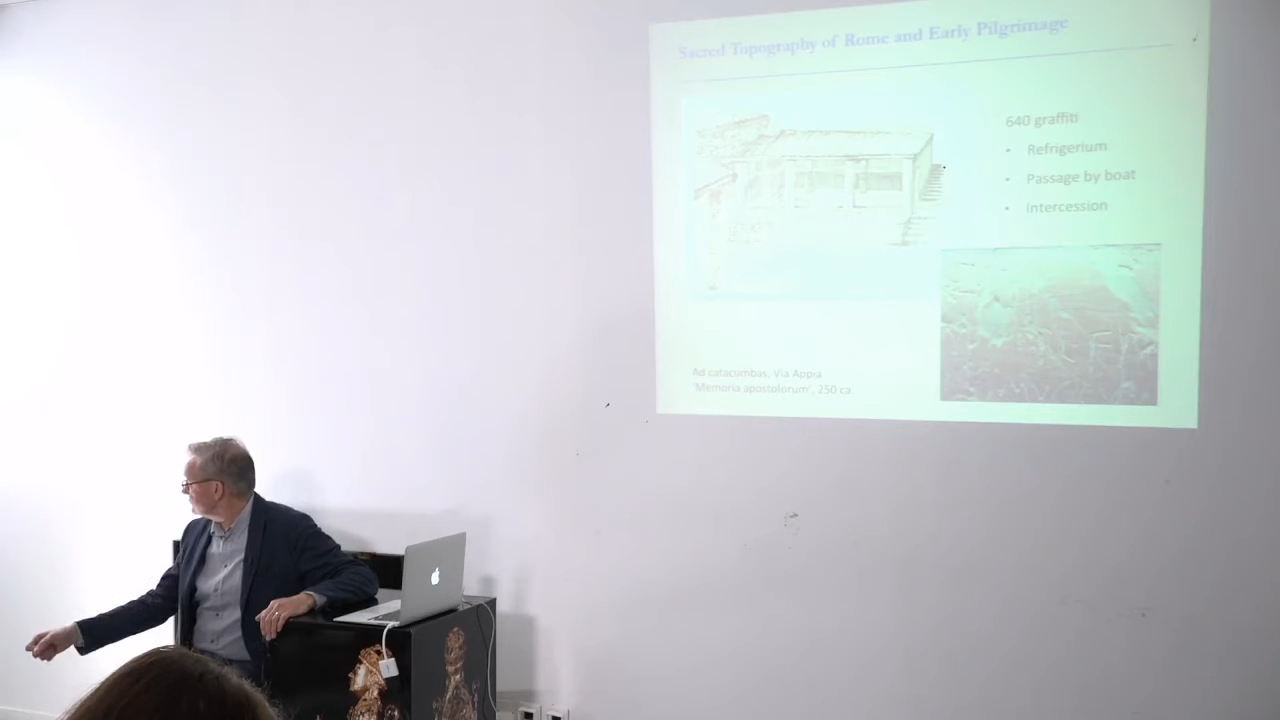 Sacred Topography of Rome and Early Pilgrimage
640 graffiti
• Refrigerium
• Passage by boat
• Intercession
Ad catacumbas, Via Appia
'Memoria apostolorum', 250 ca.